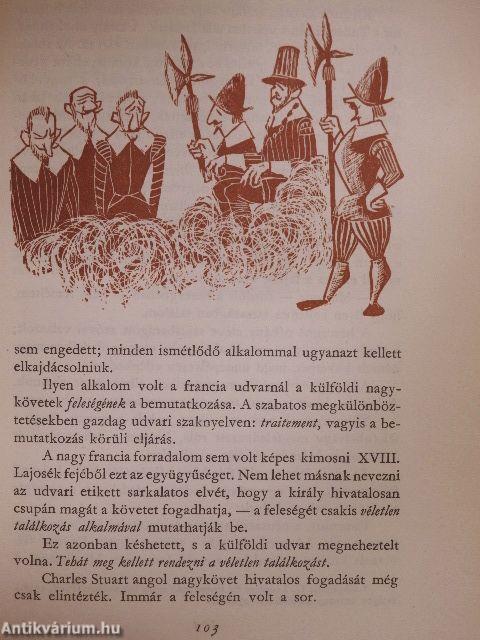 sem engedett; minden ismétlődő alkalommal ugyanazt kellett
elkajdácsolniuk.
Ilyen alkalom volt a francia udvarnál a külföldi nagy-
követek feleségének a bemutatkozása. A szabatos megkülönböz-
tetésekben gazdag udvari szaknyelven: traitement, vagyis a be-
mutatkozás körüli eljárás.
A nagy francia forradalom sem volt képes kimosni XVIII.
Lajosék fejéből ezt az együgyűséget. Nem lehet másnak nevezni
az udvari etikett sarkalatos elvét, hogy a király hivatalosan
csupán magát a követet fogadhatja, — a feleségét csakis véletlen
találkozás alkalmával mutathatják be.
Ez azonban késhetett, s a külföldi udvar megneheztelt
volna. Tehát meg kellett rendezni a véletlen találkozást.
Charles Stuart angol nagykövet hivatalos fogadását még
csak elintézték. Immár a feleségén volt a sor.
103
Antikvárium.hu